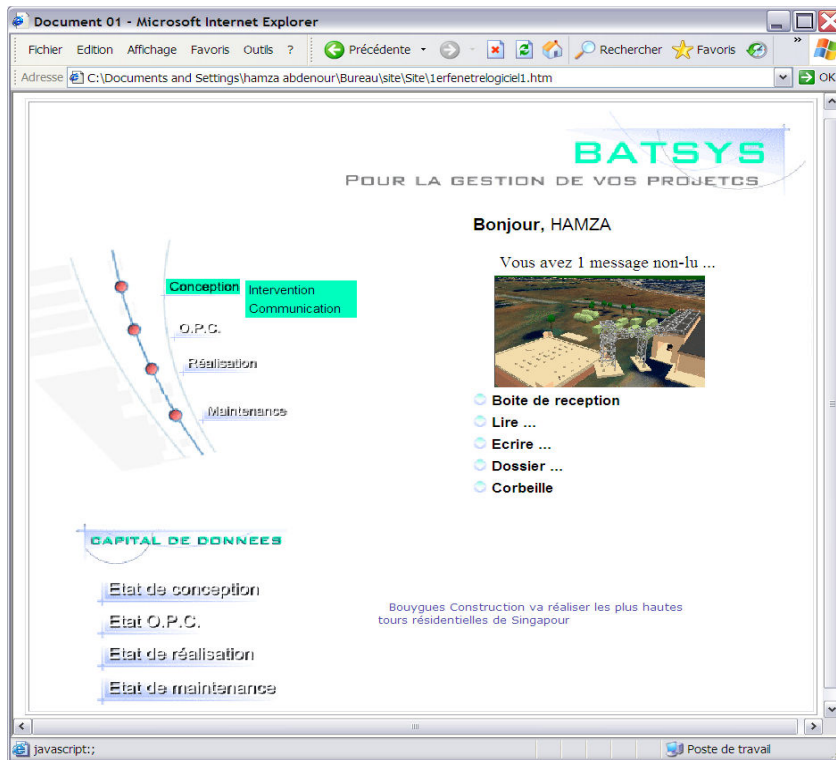 Document 01 - Microsoft Internet Explorer
Fichier Edition Affichage Favoris Outils ? Précédente Rechercher Favoris »
Adresse C:\Documents and Settings\hamza abdenour\Bureau\site\Site\1erfenetrelogiciel1.htm OK
BATSYS
POUR LA GESTION DE VOS PROJETCS
Bonjour, HAMZA
Vous avez 1 message non-lu ...
Conception Intervention
Communication
O.P.C.
Réalisation
Maintenance
Boite de reception
Lire ...
Ecrire ...
Dossier ...
Corbeille
CAPITAL DE DONNEES
Etat de conception
Etat O.P.C.
Etat de réalisation
Etat de maintenance
Bouygues Construction va réaliser les plus hautes
tours résidentielles de Singapour
javascript:; Poste de travail